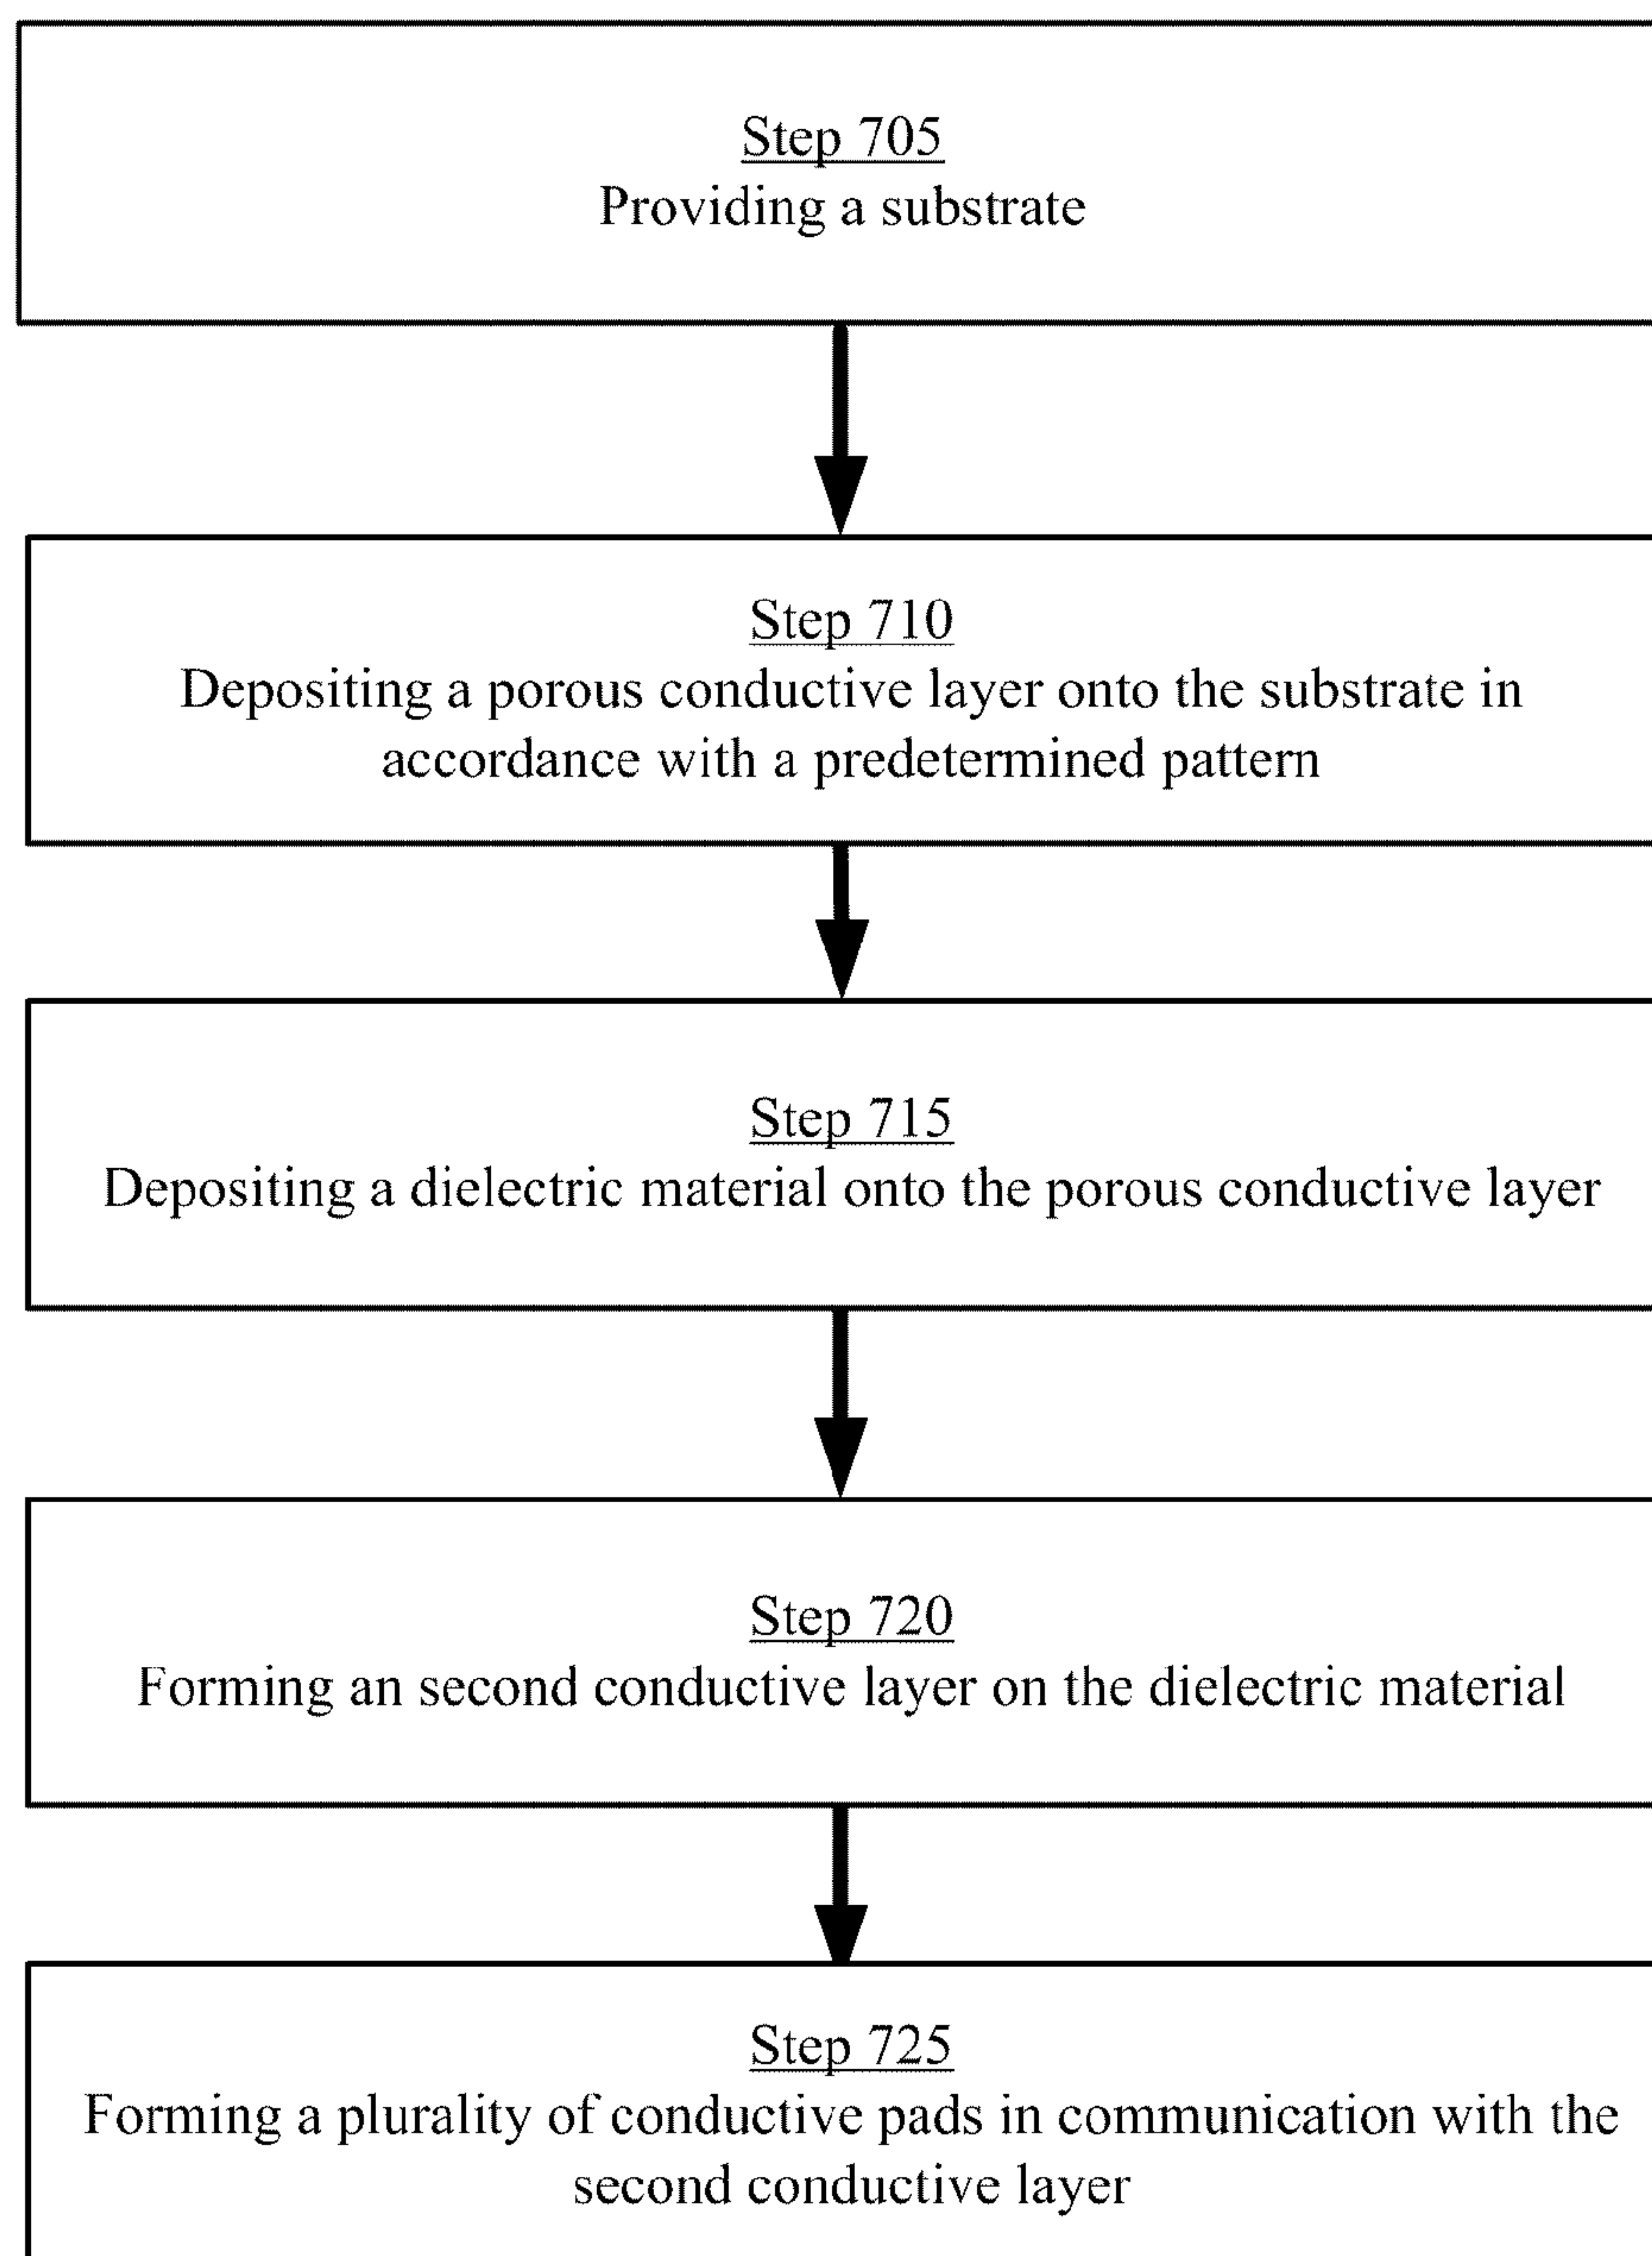 Step 705
Providing a substrate
Step 710
Depositing a porous conductive layer onto the substrate in
accordance with a predetermined pattern
Step 715
Depositing a dielectric material onto the porous conductive layer
Step 720
Forming an second conductive layer on the dielectric material
Step 725
Forming a plurality of conductive pads in communication with the
second conductive layer